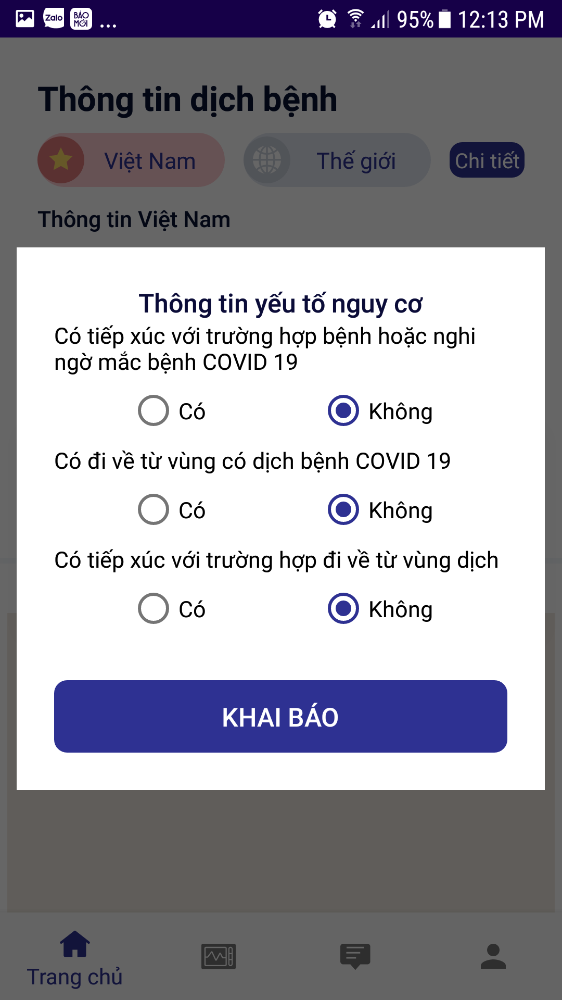 Zalo
BÁO
MỚI
...
95%
12:13 PM
Thông tin dịch bệnh
Việt Nam
Thế giới
Chi tiết
Thông tin Việt Nam
Thông tin yếu tố nguy cơ
Có tiếp xúc với trường hợp bệnh hoặc nghi
ngờ mắc bệnh COVID 19
Có
Không
Có đi về từ vùng có dịch bệnh COVID 19
Có
Không
Có tiếp xúc với trường hợp đi về từ vùng dịch
Có
Không
KHAI BÁO
Trang chủ